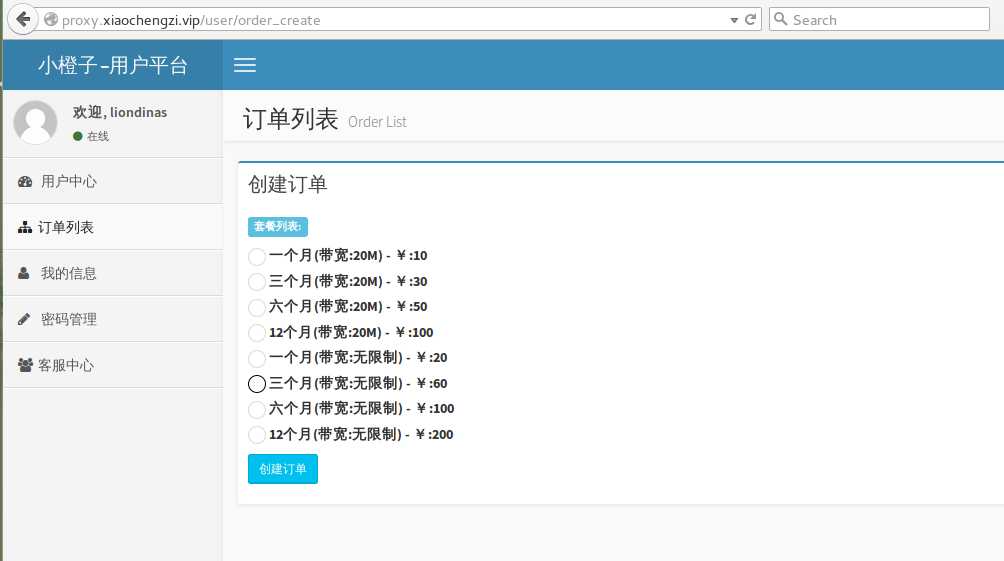 proxy.xiaochengzi.vip/user/order_create
Search
小橙子-用户平台
欢迎, liondinas
在线
用户中心
订单列表
我的信息
密码管理
客服中心
订单列表 Order List
创建订单
套餐列表:
一个月(带宽:20M) - ￥:10
三个月(带宽:20M) - ￥:30
六个月(带宽:20M) - ￥:50
12个月(带宽:20M) - ￥:100
一个月(带宽:无限制) - ￥:20
三个月(带宽:无限制) - ￥:60
六个月(带宽:无限制) - ￥:100
12个月(带宽:无限制) - ￥:200
创建订单